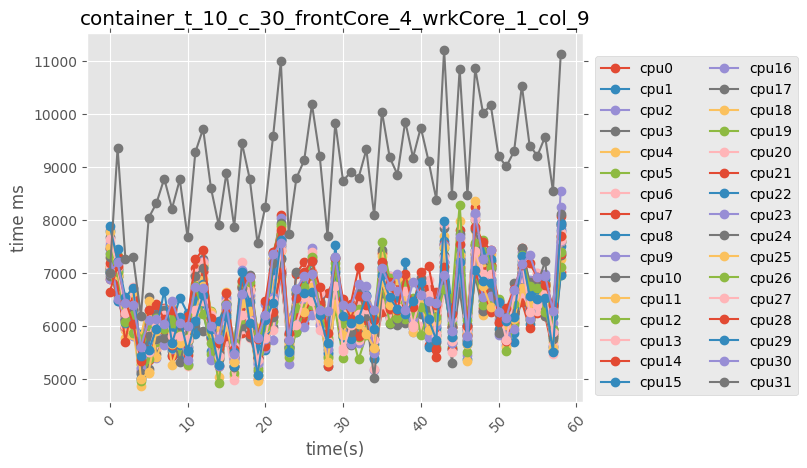 container_t_10_c_30_frontCore_4_wrkCore_1_col_9
time ms
11000
10000
9000
8000
7000
6000
5000
0
10
20
30
40
50
60
time(s)
cpu0
cpu1
cpu2
cpu3
cpu4
cpu5
cpu6
cpu7
cpu8
cpu9
cpu10
cpu11
cpu12
cpu13
cpu14
cpu15
cpu16
cpu17
cpu18
cpu19
cpu20
cpu21
cpu22
cpu23
cpu24
cpu25
cpu26
cpu27
cpu28
cpu29
cpu30
cpu31